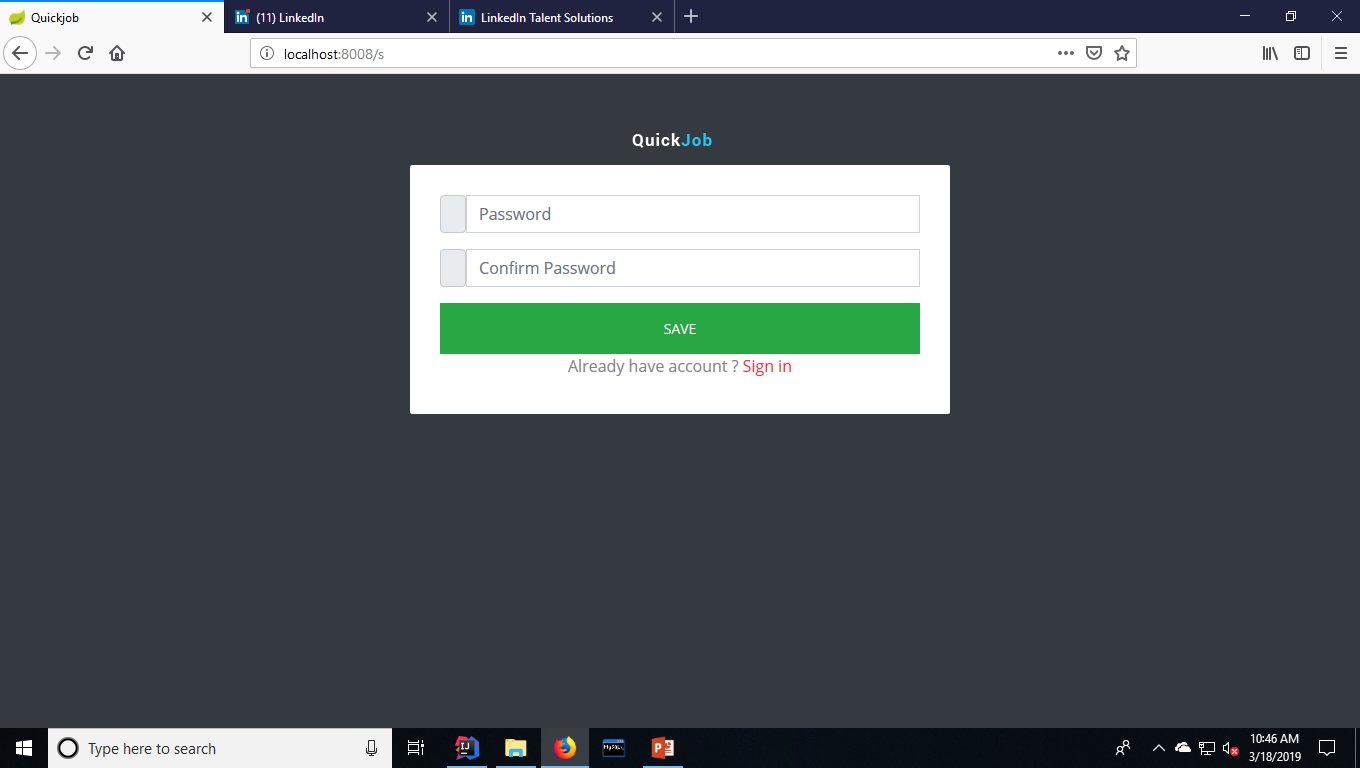 Quickjob
(11) LinkedIn
LinkedIn Talent Solutions
localhost:8008/s
QuickJob
Password
Confirm Password
SAVE
Already have account ? Sign in
Type here to search
10:46 AM
3/18/2019